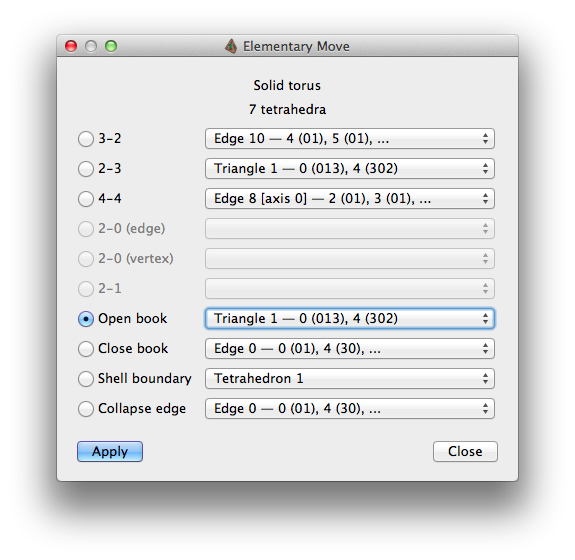 Elementary Move
Solid torus
7 tetrahedra
3-2 Edge 10 — 4 (01), 5 (01), ...
2-3 Triangle 1 — 0 (013), 4 (302)
4-4 Edge 8 [axis 0] — 2 (01), 3 (01), ...
2-0 (edge)
2-0 (vertex)
2-1
Open book Triangle 1 — 0 (013), 4 (302)
Close book Edge 0 — 0 (01), 4 (30), ...
Shell boundary Tetrahedron 1
Collapse edge Edge 0 — 0 (01), 4 (30), ...
Apply Close